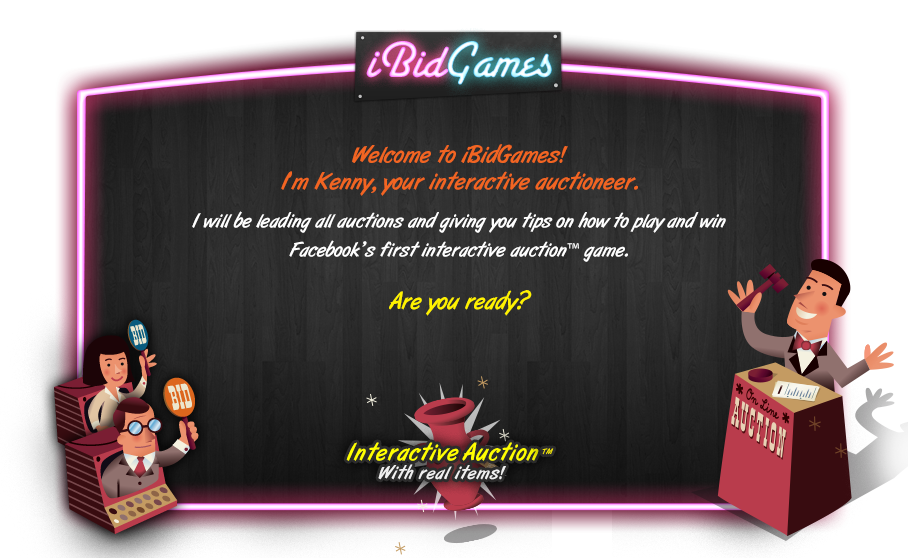 iBidGames
Welcome to iBidGames!
I'm Kenny, your interactive auctioneer.
I will be leading all auctions and giving you tips on how to play and win
Facebook's first interactive auction™ game.
Are you ready?
BID
BID
On Line
AUCTION
Interactive Auction™
With real items!